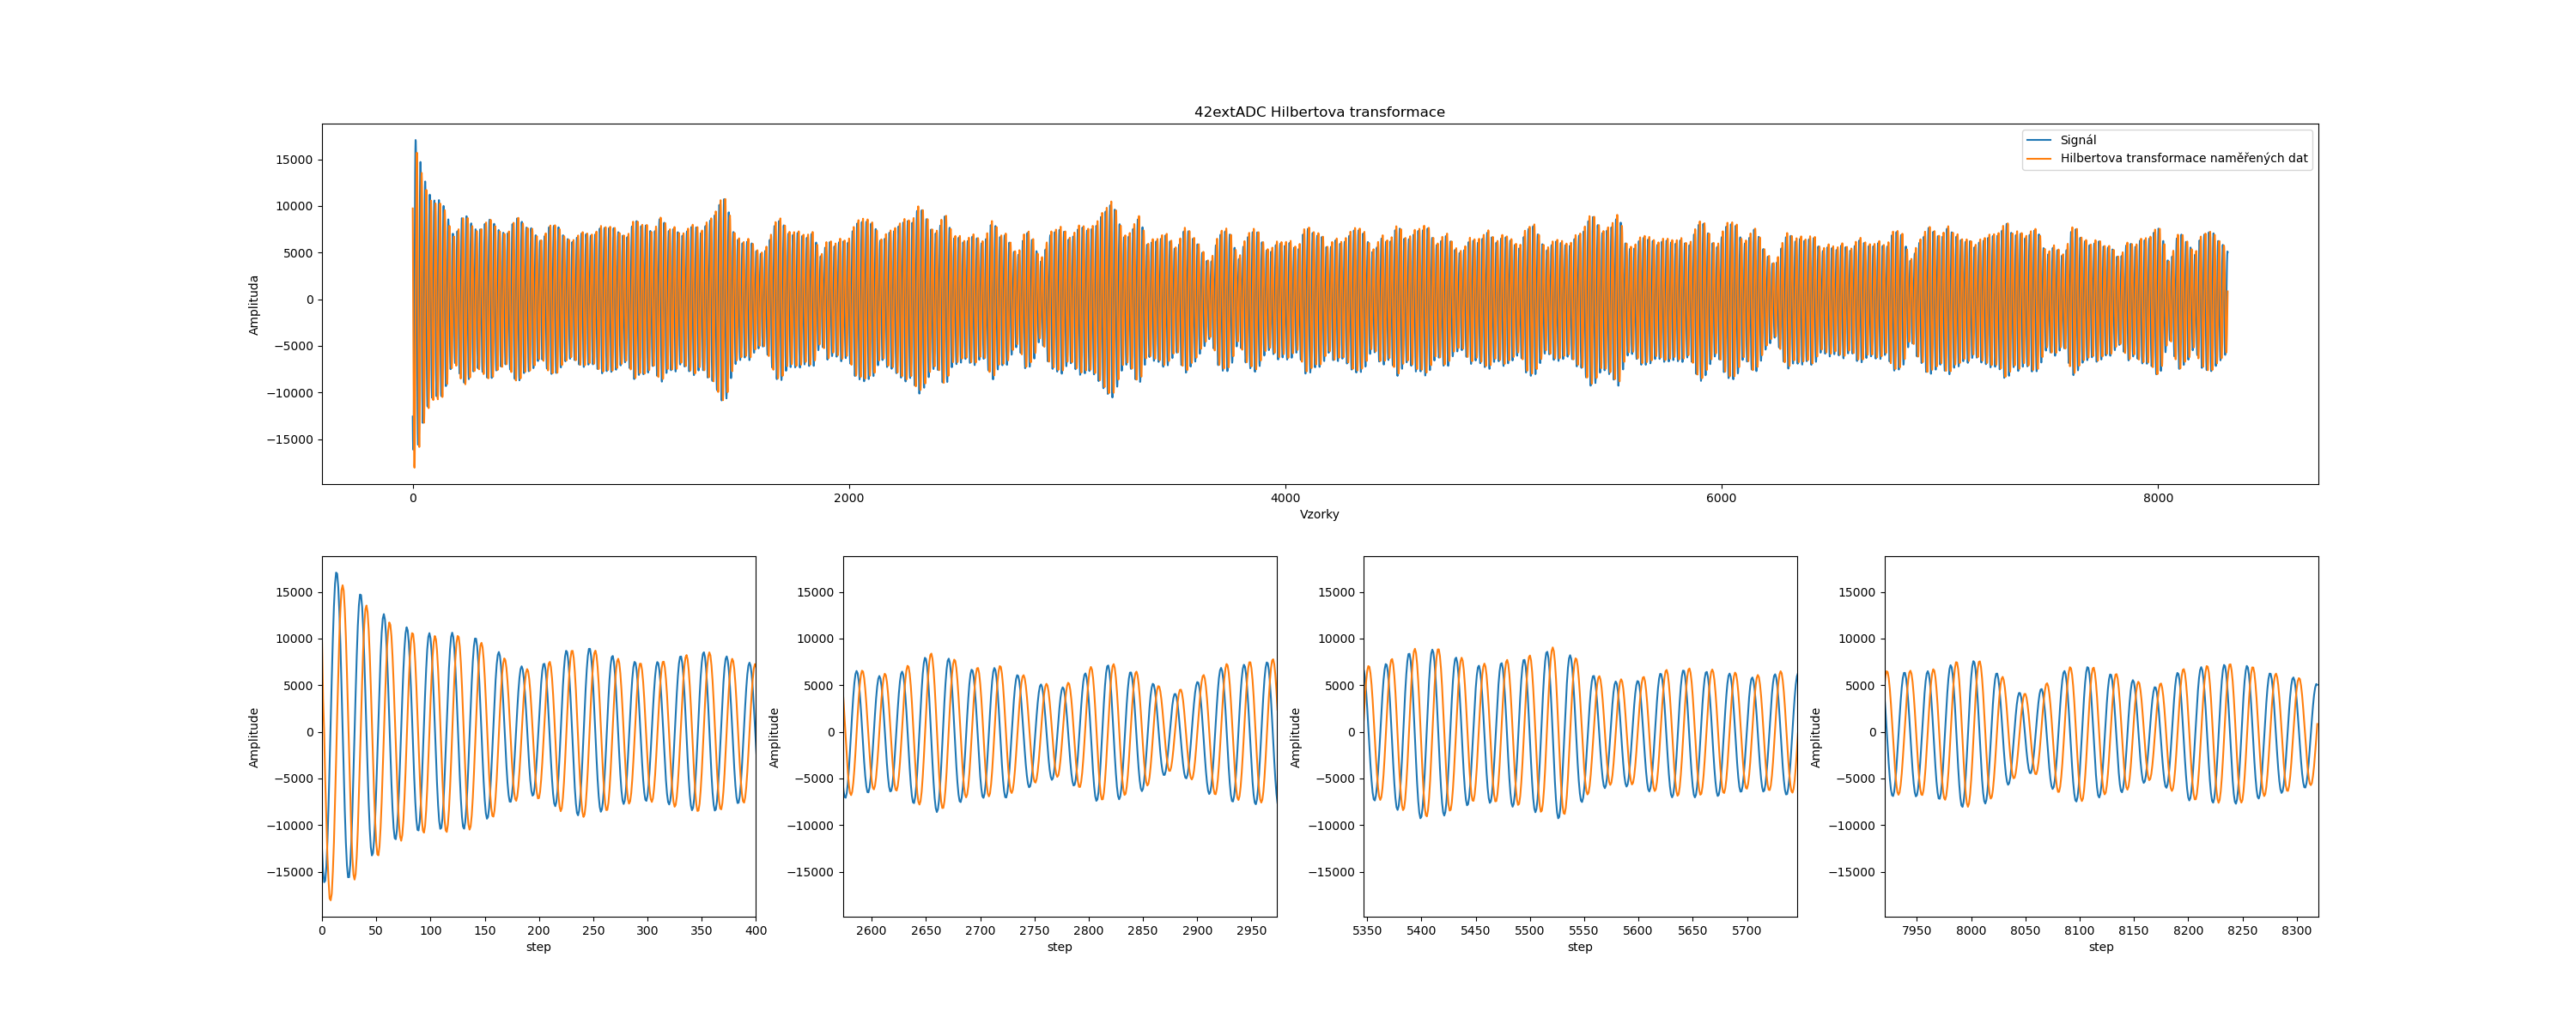 42extADC Hilbertova transformace
Signál
Hilbertova transformace naměřených dat
15000
10000
5000
0
−5000
−10000
−15000
Amplituda
0 2000 4000 6000 8000
Vzorky
15000
10000
5000
0
−5000
−10000
−15000
Amplitude
0 50 100 150 200 250 300 350 400
step
15000
10000
5000
0
−5000
−10000
−15000
Amplitude
2600 2650 2700 2750 2800 2850 2900 2950
step
15000
10000
5000
0
−5000
−10000
−15000
Amplitude
5350 5400 5450 5500 5550 5600 5650 5700
step
15000
10000
5000
0
−5000
−10000
−15000
Amplitude
7950 8000 8050 8100 8150 8200 8250 8300
step